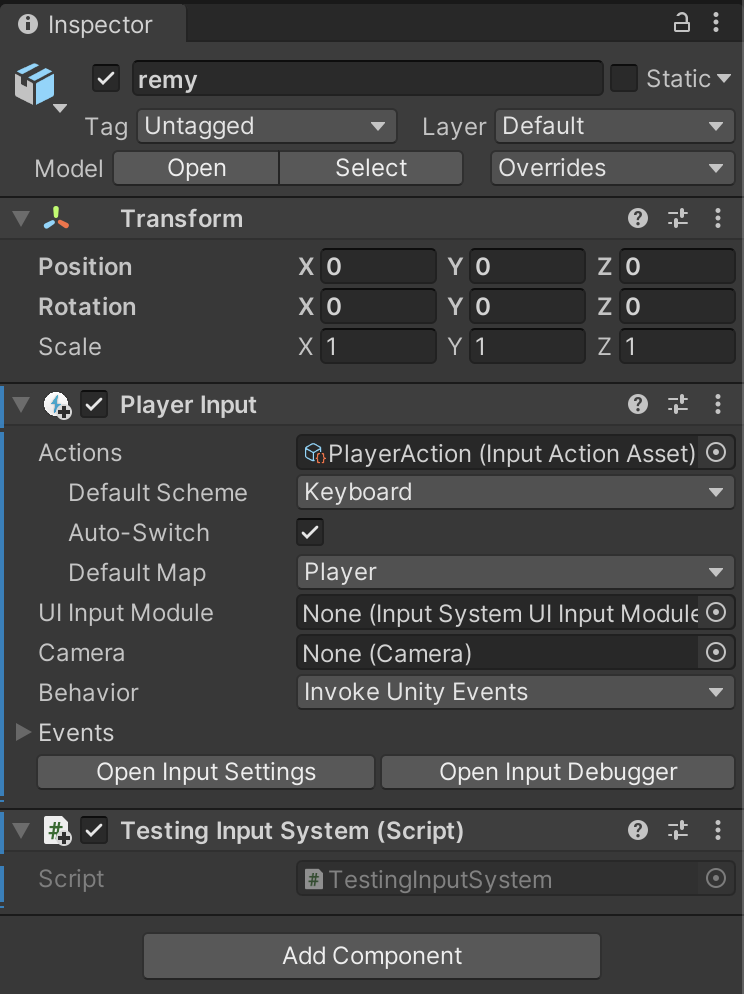 Inspector
remy Static
Tag Untagged Layer Default
Model Open Select Overrides
Transform
Position X 0 Y 0 Z 0
Rotation X 0 Y 0 Z 0
Scale X 1 Y 1 Z 1
Player Input
Actions PlayerAction (Input Action Asset)
Default Scheme Keyboard
Auto-Switch
Default Map Player
UI Input Module None (Input System UI Input Module
Camera None (Camera)
Behavior Invoke Unity Events
Events
Open Input Settings Open Input Debugger
# Testing Input System (Script)
Script # TestingInputSystem
Add Component